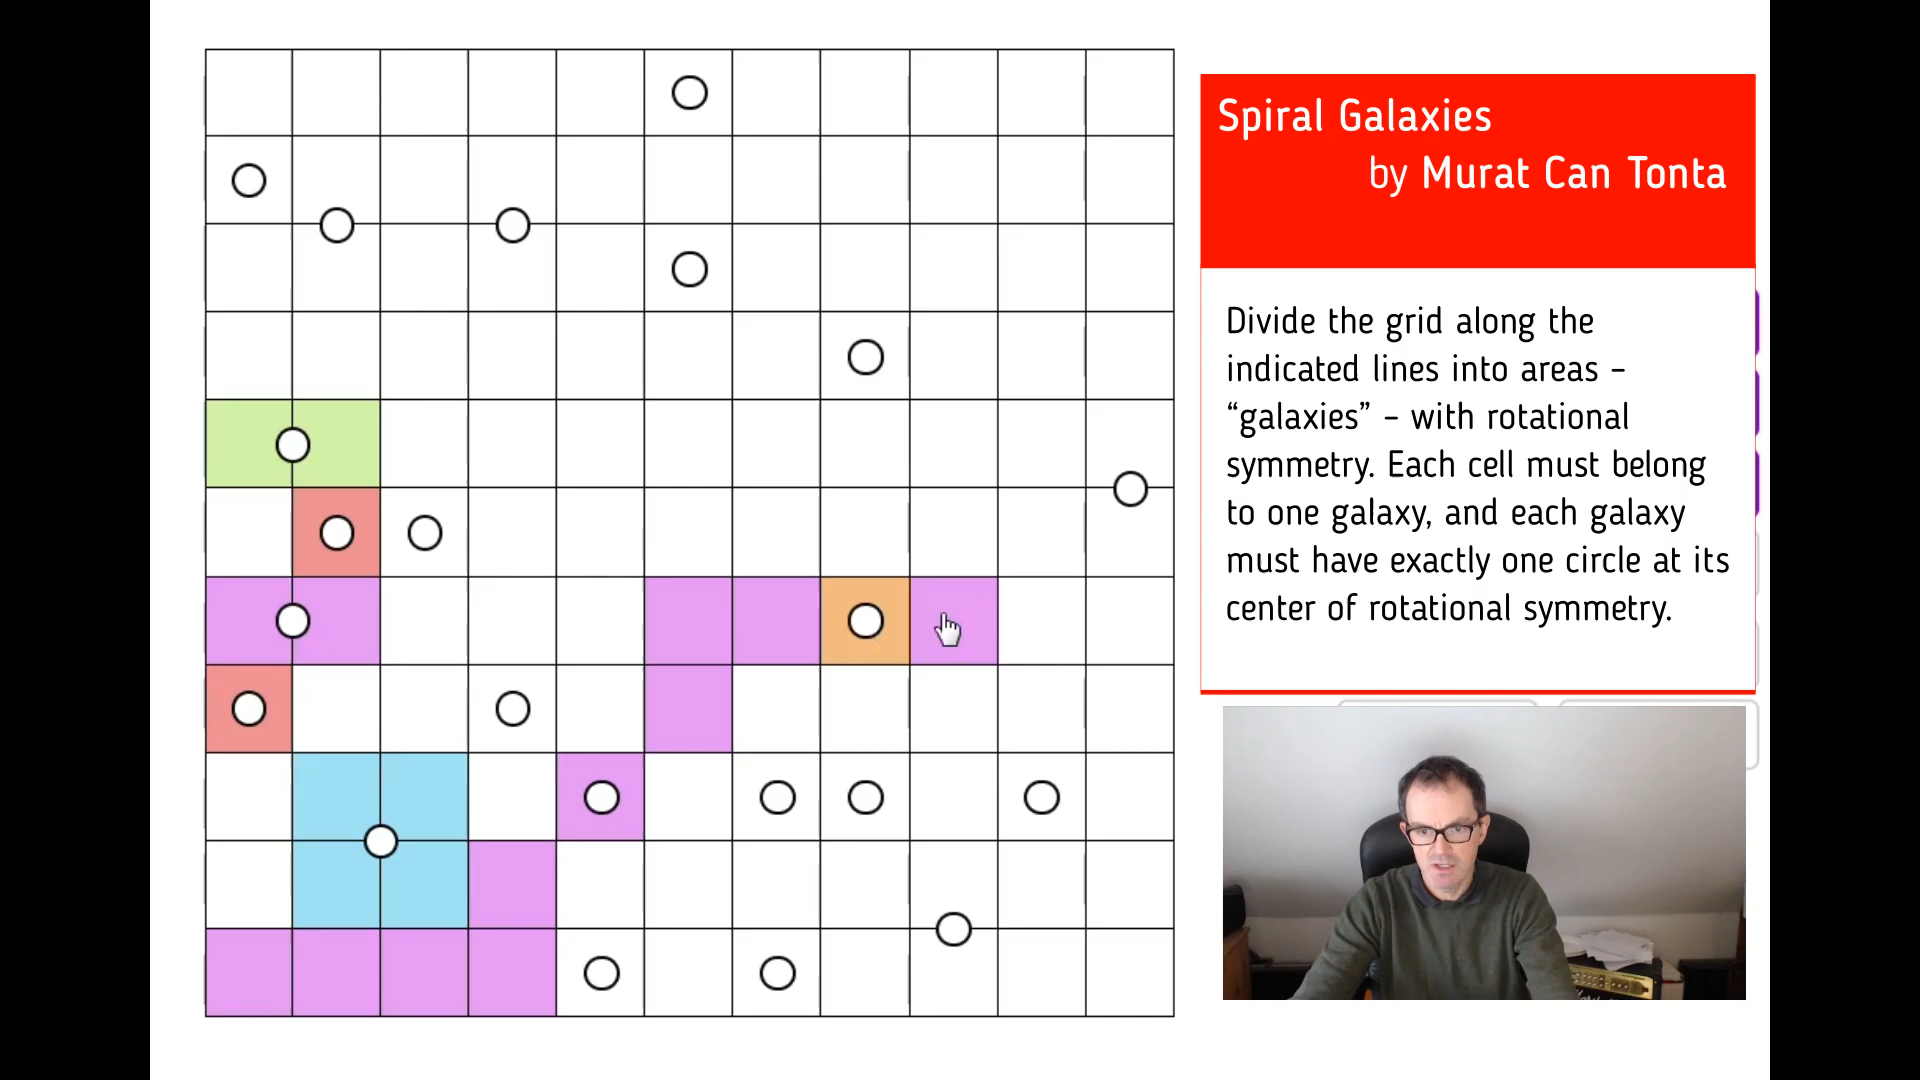 Spiral Galaxies
by Murat Can Tonta
Divide the grid along the
indicated lines into areas –
“galaxies” – with rotational
symmetry. Each cell must belong
to one galaxy, and each galaxy
must have exactly one circle at its
center of rotational symmetry.